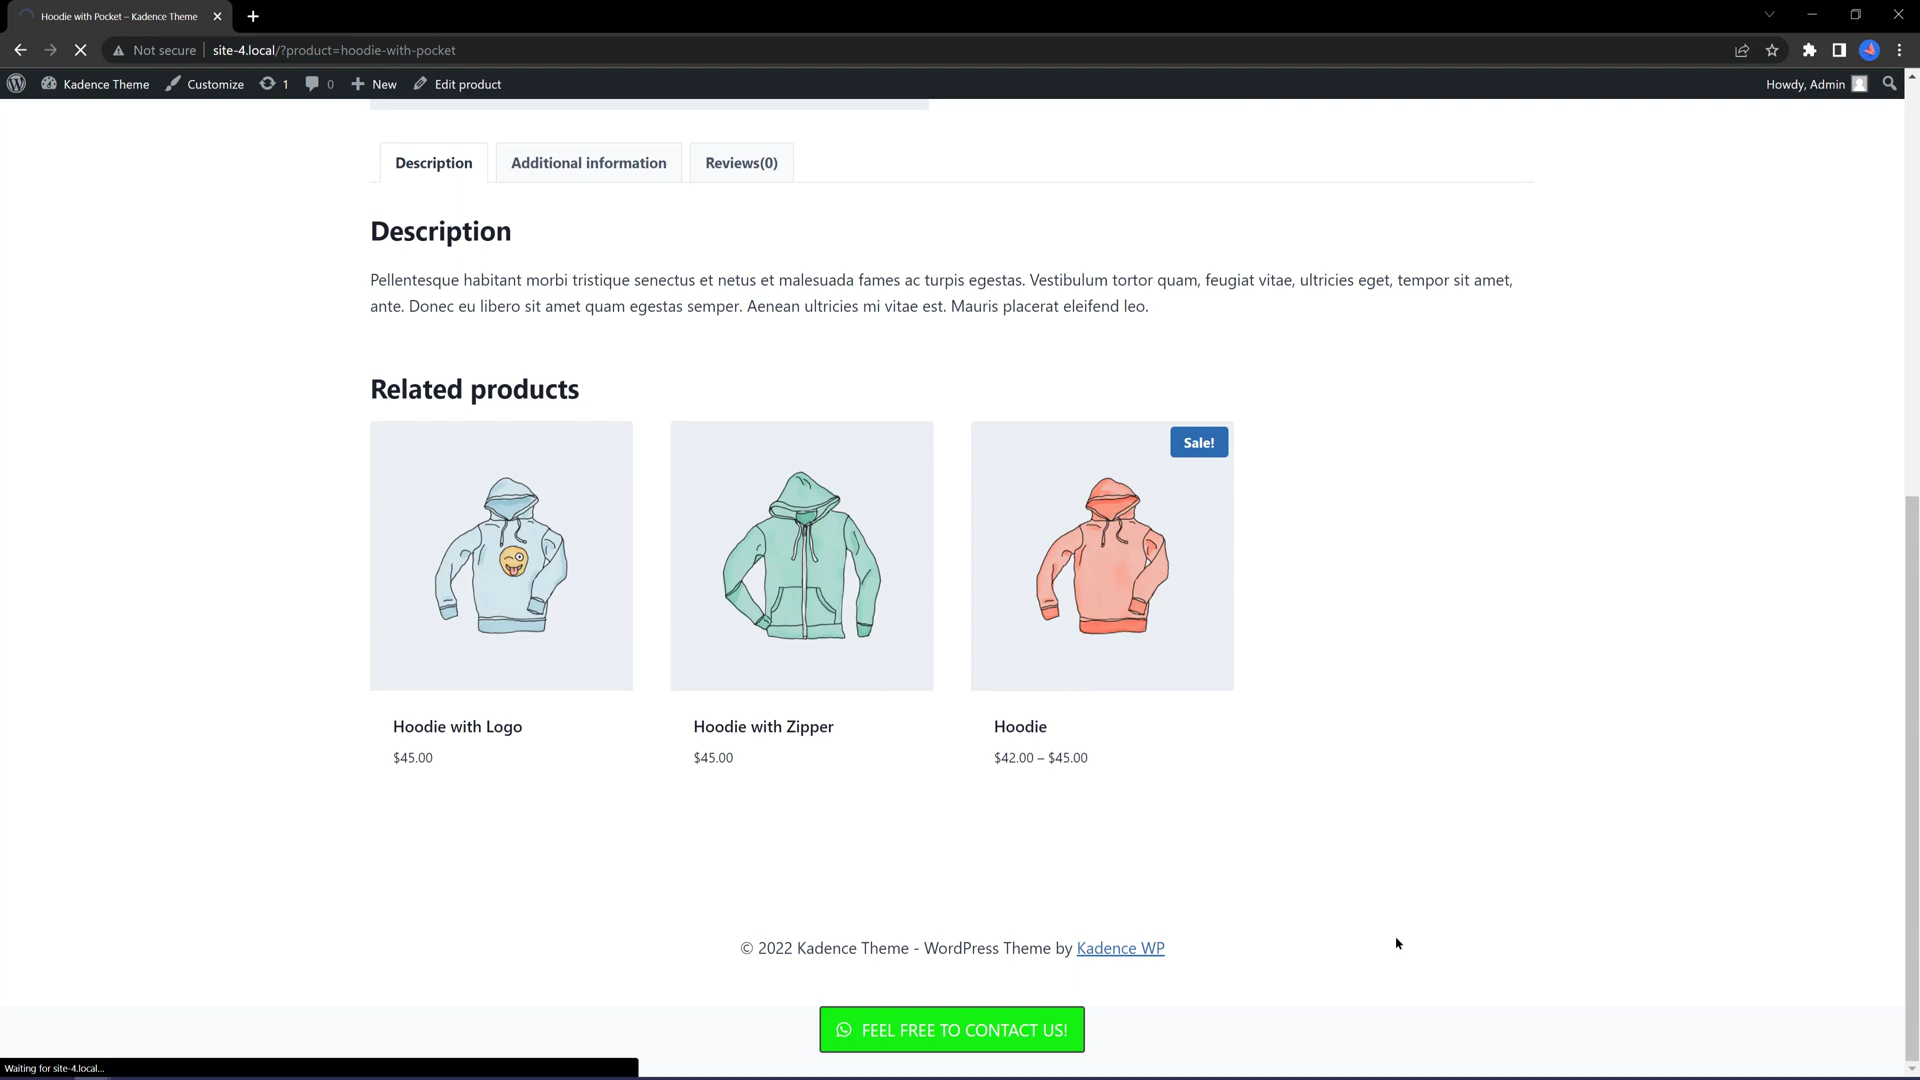 Hoodie with Pocket – Kadence Theme
Not secure site-4.local/?product=hoodie-with-pocket
Kadence Theme Customize 1 0 New Edit product Howdy, Admin
Description Additional information Reviews(0)
Description
Pellentesque habitant morbi tristique senectus et netus et malesuada fames ac turpis egestas. Vestibulum tortor quam, feugiat vitae, ultricies eget, tempor sit amet,
ante. Donec eu libero sit amet quam egestas semper. Aenean ultricies mi vitae est. Mauris placerat eleifend leo.
Related products
Sale!
Hoodie with Logo Hoodie with Zipper Hoodie
$45.00 $45.00 $42.00 – $45.00
© 2022 Kadence Theme - WordPress Theme by Kadence WP
FEEL FREE TO CONTACT US!
Waiting for site-4.local...